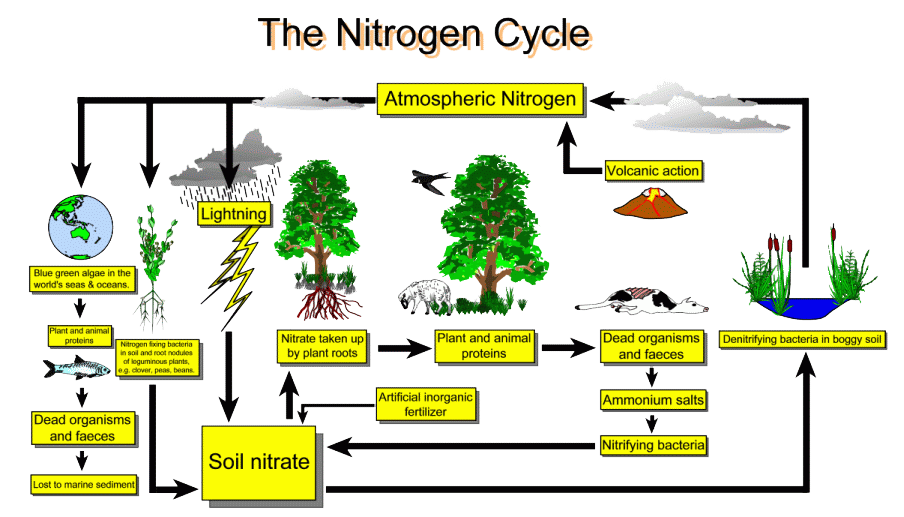 The Nitrogen Cycle
Atmospheric Nitrogen
Volcanic action
Lightning
Blue green algae in the
world's seas & oceans.
Plant and animal
proteins
Nitrogen fixing bacteria
in soil and root nodules
of leguminous plants,
e.g. clover, peas, beans.
Nitrate taken up
by plant roots
Plant and animal
proteins
Dead organisms
and faeces
Denitrifying bacteria in boggy soil
Artificial inorganic
fertilizer
Ammonium salts
Dead organisms
and faeces
Nitrifying bacteria
Soil nitrate
Lost to marine sediment